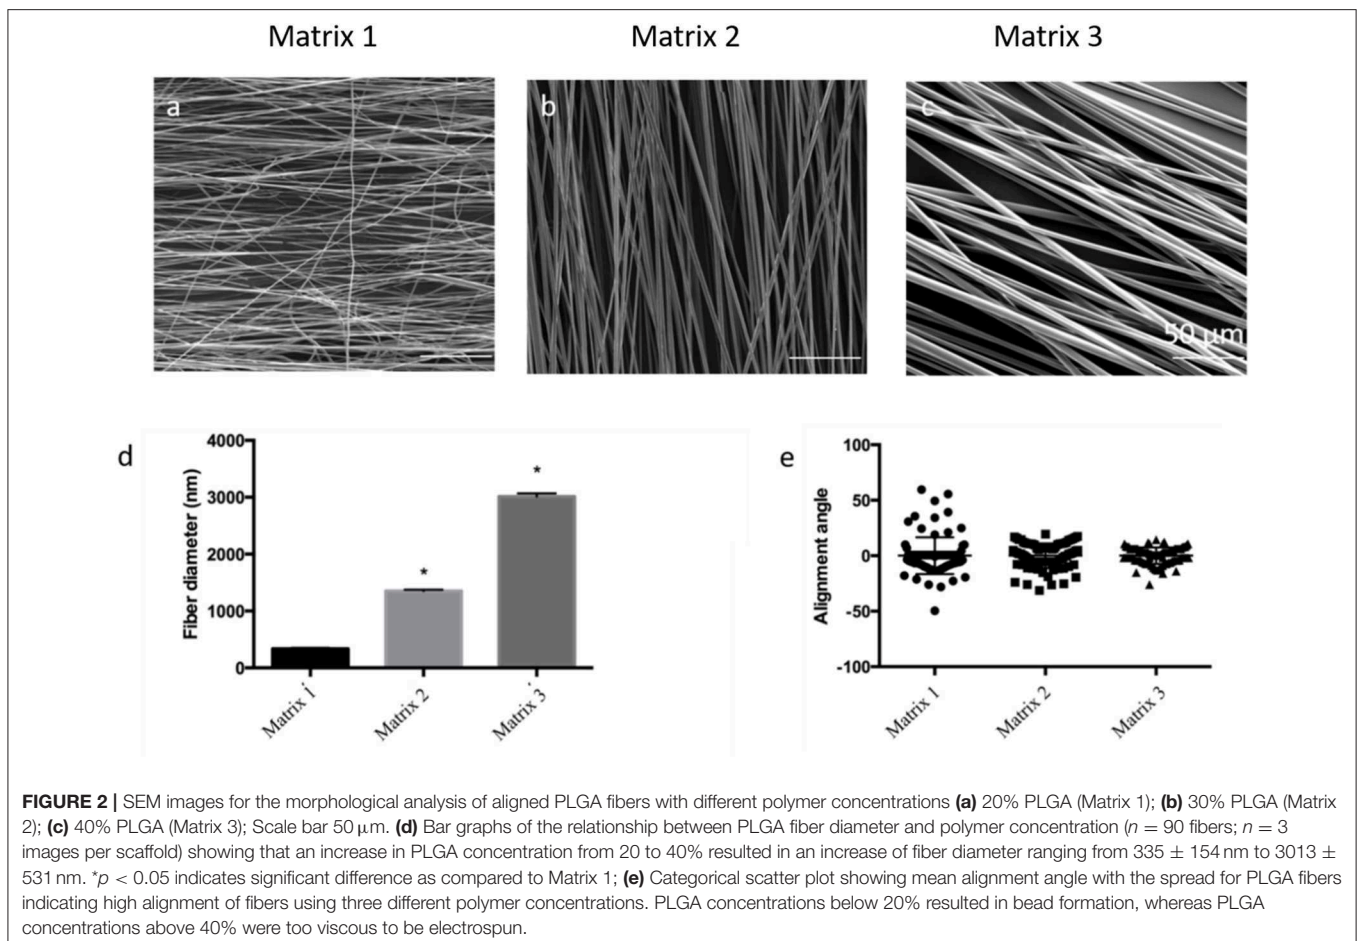 Matrix 1 Matrix 2 Matrix 3
a b c
50 μm
d
Fiber diameter (nm)
4000
3000
2000
1000
0
*
*
Matrix 1
Matrix 2
Matrix 3
e
Alignment angle
100
50
0
-50
-100
Matrix 1
Matrix 2
Matrix 3
FIGURE 2 | SEM images for the morphological analysis of aligned PLGA fibers with different polymer concentrations (a) 20% PLGA (Matrix 1); (b) 30% PLGA (Matrix
2); (c) 40% PLGA (Matrix 3); Scale bar 50 μm. (d) Bar graphs of the relationship between PLGA fiber diameter and polymer concentration (n = 90 fibers; n = 3
images per scaffold) showing that an increase in PLGA concentration from 20 to 40% resulted in an increase of fiber diameter ranging from 335 ± 154 nm to 3013 ±
531 nm. *p < 0.05 indicates significant difference as compared to Matrix 1; (e) Categorical scatter plot showing mean alignment angle with the spread for PLGA fibers
indicating high alignment of fibers using three different polymer concentrations. PLGA concentrations below 20% resulted in bead formation, whereas PLGA
concentrations above 40% were too viscous to be electrospun.